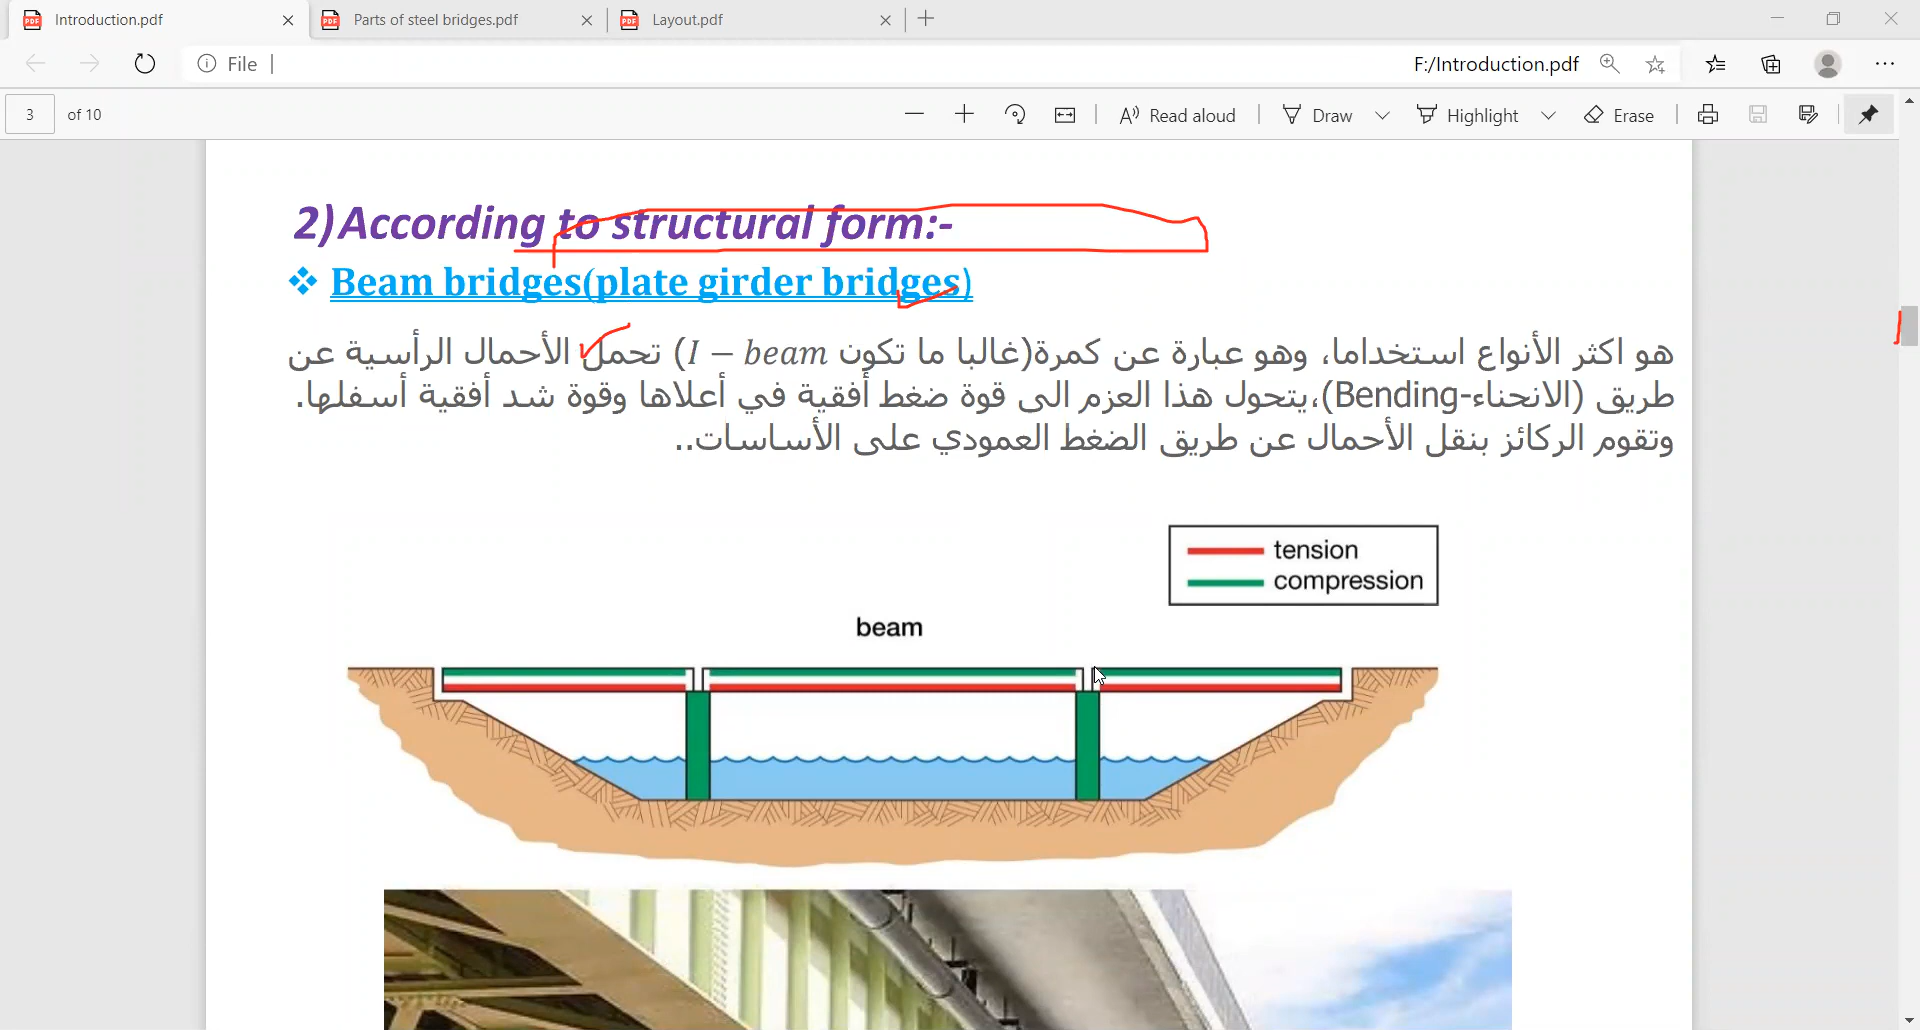 Introduction.pdf
Parts of steel bridges.pdf
Layout.pdf
File
F:/Introduction.pdf
3 of 10
Read aloud
Draw
Highlight
Erase
2)According to structural form:-
Beam bridges(plate girder bridges)
هو اكثر الأنواع استخداما، وهو عبارة عن كمرة(غالبا ما تكون I − beam) تحمل الأحمال الرأسية عن
طريق (الانحناء-Bending)،يتحول هذا العزم الى قوة ضغط أفقية في أعلاها وقوة شد أفقية أسفلها.
وتقوم الركائز بنقل الأحمال عن طريق الضغط العمودي على الأساسات..
tension
compression
beam